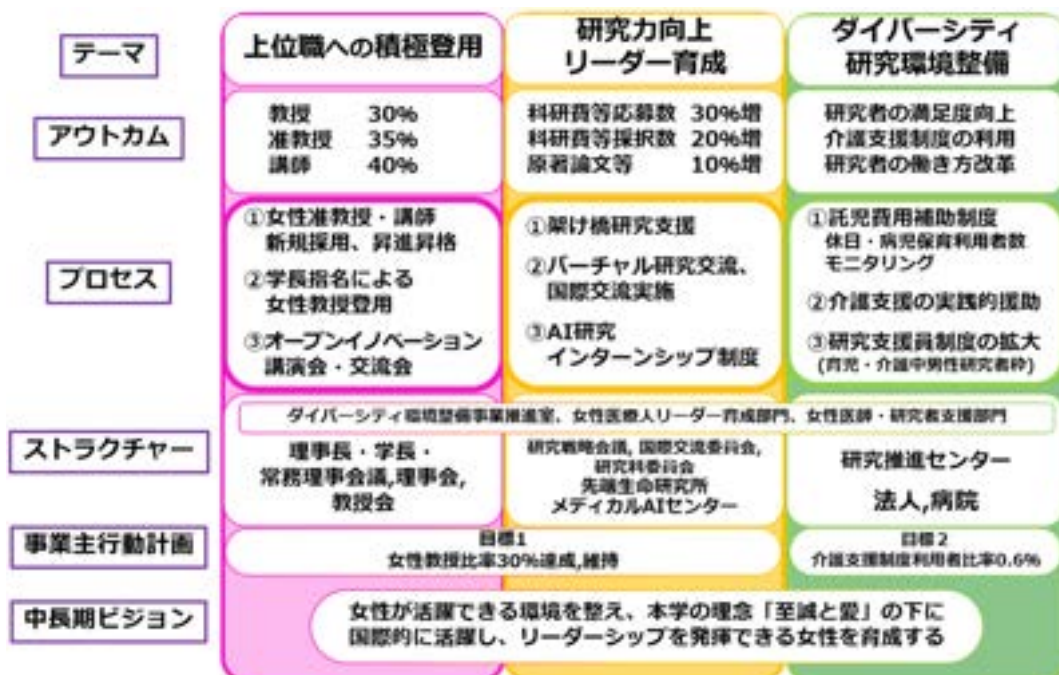 テーマ
上位職への積極登用
研究力向上
リーダー育成
ダイバーシティ
研究環境整備
アウトカム
教授 30%
准教授 35%
講師 40%
科研費等応募数 30%増
科研費等採択数 20%増
原著論文等 10%増
研究者の満足度向上
介護支援制度の利用
研究者の働き方改革
プロセス
①女性准教授・講師
新規採用、昇進昇格
②学長指名による
女性教授登用
③オープンイノベーション
講演会・交流会
①架け橋研究支援
②バーチャル研究交流、
国際交流実施
③AI研究
インターンシップ制度
①託児費用補助制度
休日・病児保育利用者数
モニタリング
②介護支援の実践的援助
③研究支援員制度の拡大
(育児・介護中男性研究者枠)
ストラクチャー
ダイバーシティ環境整備事業推進室、女性医療人リーダー育成部門、女性医師・研究者支援部門
理事長・学長・
常務理事会議,理事会,
教授会
研究戦略会議, 国際交流委員会,
研究科委員会
先端生命研究所
メディカルAIセンター
研究推進センター
法人,病院
事業主行動計画
目標1
女性教授比率30%達成,維持
目標2
介護支援制度利用者比率0.6%
中長期ビジョン
女性が活躍できる環境を整え、本学の理念「至誠と愛」の下に
国際的に活躍し、リーダーシップを発揮できる女性を育成する